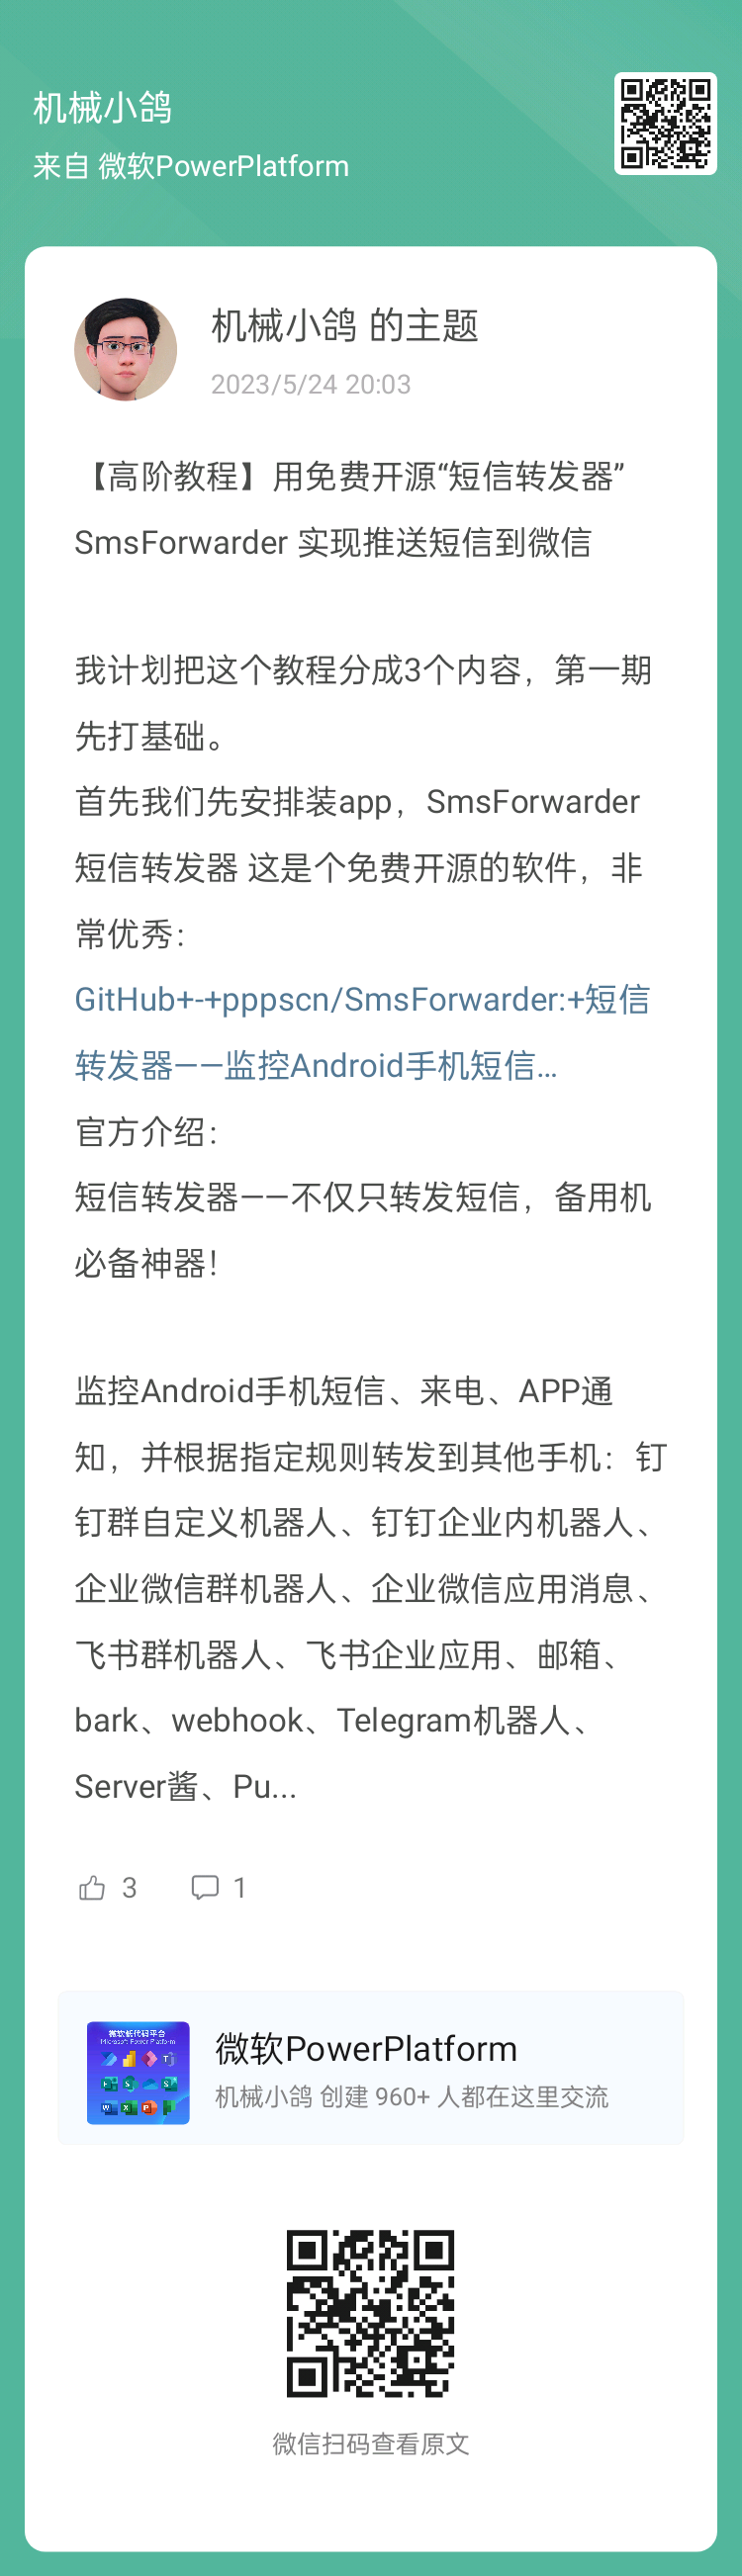 机械小鸽
来自 微软PowerPlatform
机械小鸽 的主题
2023/5/24 20:03
【高阶教程】用免费开源“短信转发器”
SmsForwarder 实现推送短信到微信
我计划把这个教程分成3个内容，第一期
先打基础。
首先我们先安排装app，SmsForwarder
短信转发器 这是个免费开源的软件，非
常优秀：
GitHub+-+pppscn/SmsForwarder:+短信
转发器——监控Android手机短信...
官方介绍：
短信转发器——不仅只转发短信，备用机
必备神器！
监控Android手机短信、来电、APP通
知，并根据指定规则转发到其他手机：钉
钉群自定义机器人、钉钉企业内机器人、
企业微信群机器人、企业微信应用消息、
飞书群机器人、飞书企业应用、邮箱、
bark、webhook、Telegram机器人、
Server酱、Pu...
3 1
微软低代码平台
Microsoft Power Platform
微软PowerPlatform
机械小鸽 创建 960+ 人都在这里交流
微信扫码查看原文